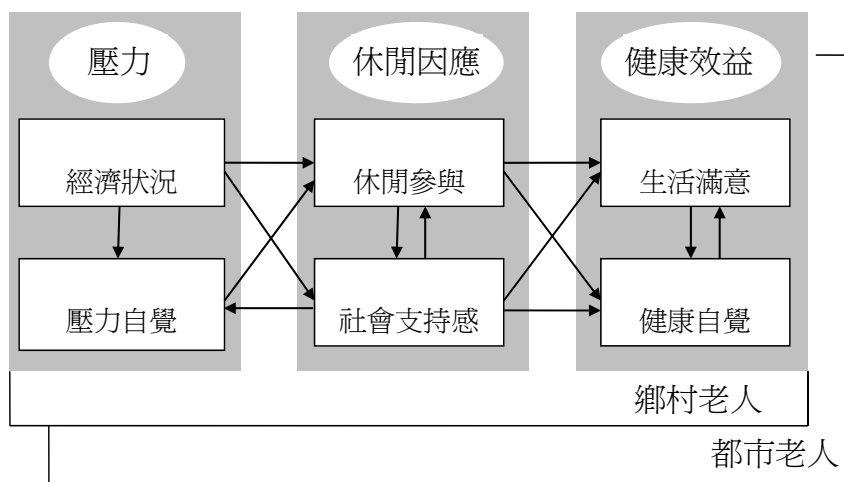 壓力
休閒因應
健康效益
經濟狀況
休閒參與
生活滿意
壓力自覺
社會支持感
健康自覺
鄉村老人
都市老人